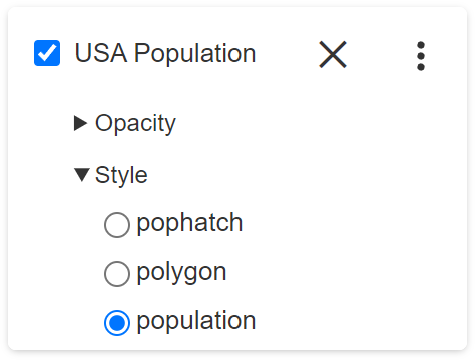 USA Population
Opacity
Style
pophatch
polygon
population